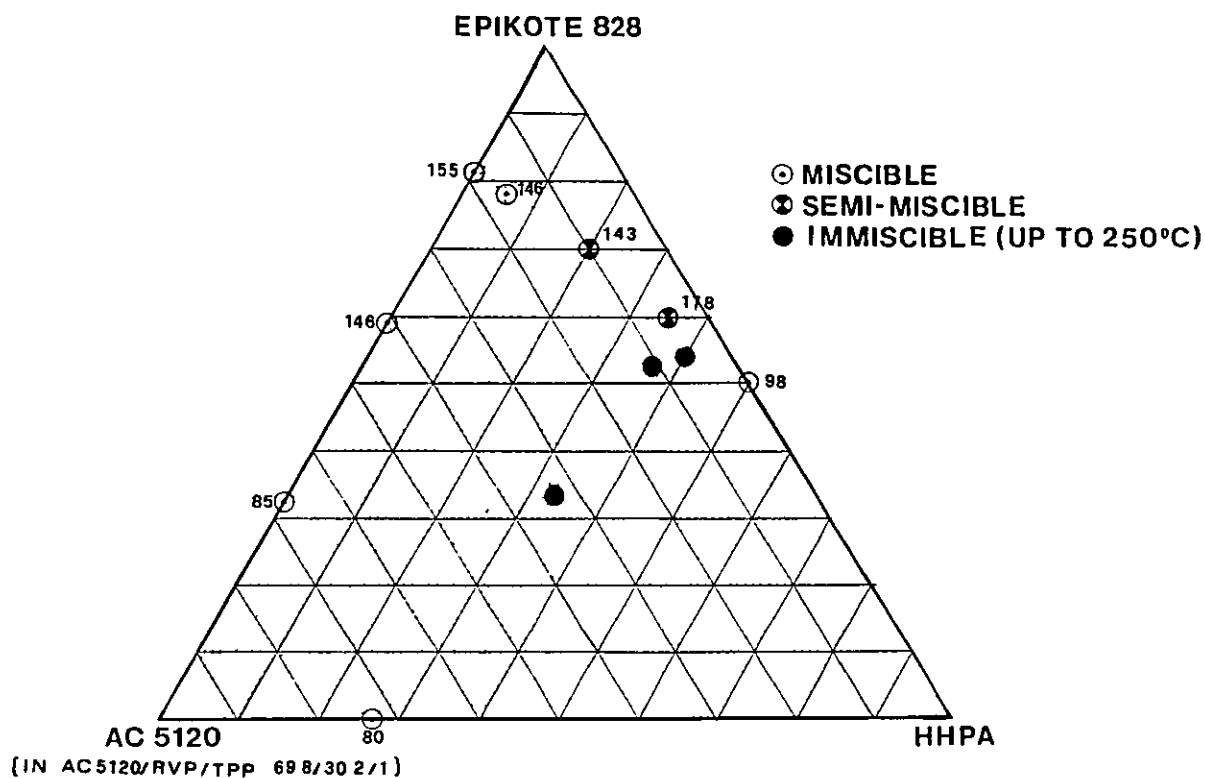 EPIKOTE 828
155
146
MISCIBLE
SEMI-MISCIBLE
143
IMMISCIBLE (UP TO 250ºC)
178
146
98
85
80
AC 5120
HHPA
(IN AC5120/RVP/TPP 69 8/30 2/1)